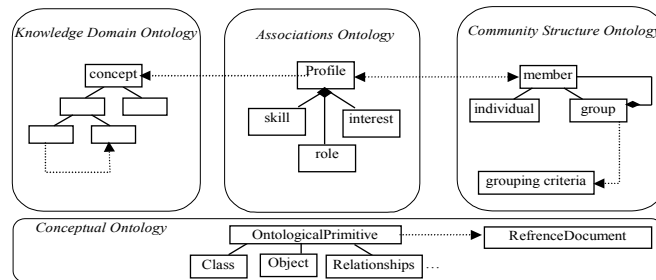 Knowledge Domain Ontology
concept
Associations Ontology
Profile
skill
interest
role
Community Structure Ontology
member
individual
group
grouping criteria
Conceptual Ontology
OntologicalPrimitive
RefrenceDocument
Class
Object
Relationships ...